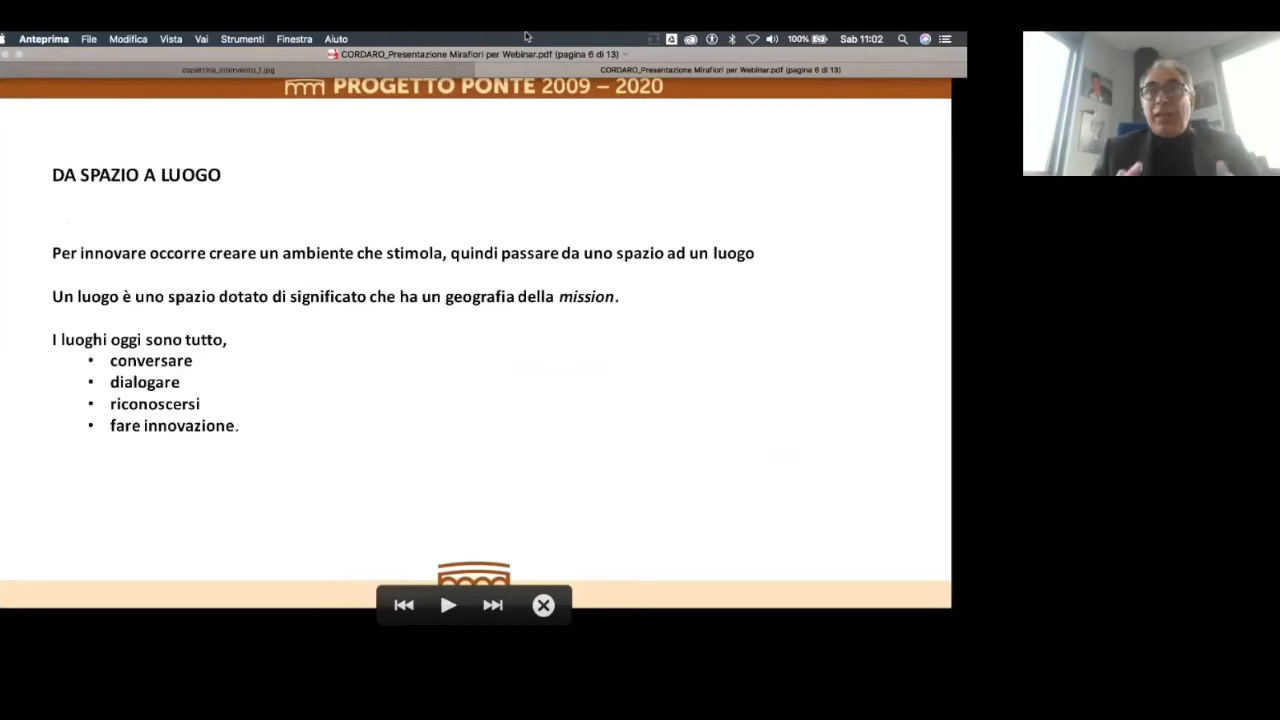 Anteprima File Modifica Vista Vai Strumenti Finestra Aiuto 100% Sab 11:02
CORDARO_Presentazione Mirafiori per Webinar.pdf (pagina 6 di 13)
copertina_intervento_1.jpg CORDARO_Presentazione Mirafiori per Webinar.pdf (pagina 6 di 13)
PROGETTO PONTE 2009 – 2020
DA SPAZIO A LUOGO
Per innovare occorre creare un ambiente che stimola, quindi passare da uno spazio ad un luogo
Un luogo è uno spazio dotato di significato che ha un geografia della mission.
I luoghi oggi sono tutto,
• conversare
• dialogare
• riconoscersi
• fare innovazione.